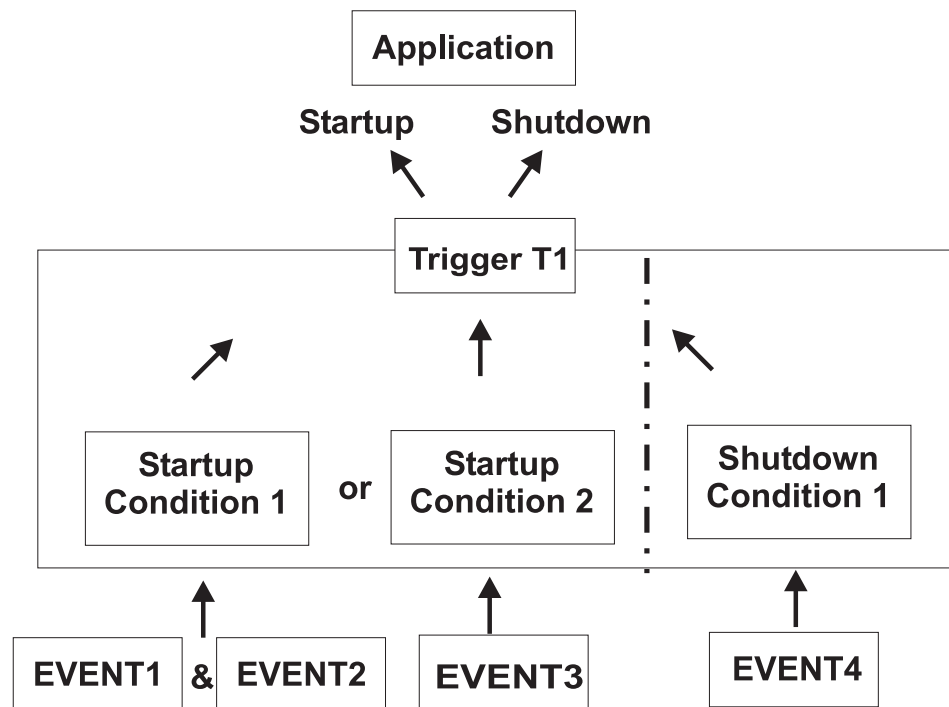 Application
Startup Shutdown
Trigger T1
Startup
Condition 1
or
Startup
Condition 2
Shutdown
Condition 1
EVENT1 & EVENT2 EVENT3 EVENT4